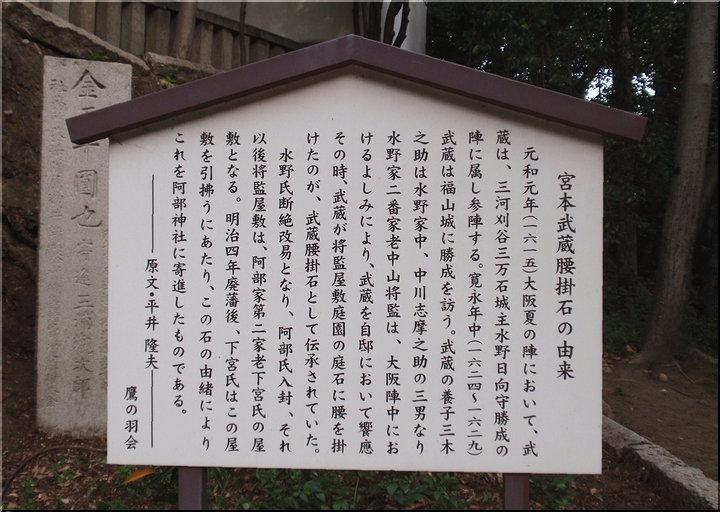 宮本武蔵腰掛石の由来
元和元年(一六一五)大阪夏の陣において、武
蔵は、三河刈谷三万石城主水野日向守勝成の
陣に属し参陣する。寛永年中(一六二四~一六二九)
武蔵は福山城に勝成を訪う。武蔵の養子三木
之助は水野家中、中川志摩之助の三男なり
水野家二番家老中山将監は、大阪陣中にお
けるよしみにより、武蔵を自邸において饗應
その時、武蔵が将監屋敷庭園の庭石に腰を掛
けたのが、武蔵腰掛石として伝承されていた。
水野氏断絶改易となり、阿部氏入封、それ
以後将監屋敷は、阿部家第二家老下宮氏の屋
敷となる。明治四年廃藩後、下宮氏はこの屋
敷を引拂うにあたり、この石の由緒により
これを阿部神社に寄進したものである。
原文・平井 隆夫
鷹の羽会
金
圓也